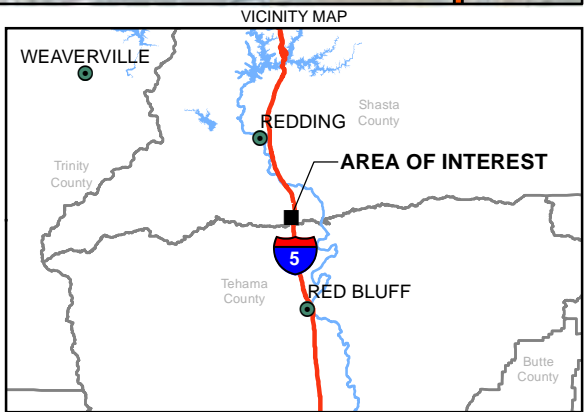 VICINITY MAP
WEAVERVILLE
Shasta
County
REDDING
Trinity
County
AREA OF INTEREST
5
Tehama
County
RED BLUFF
Butte
County